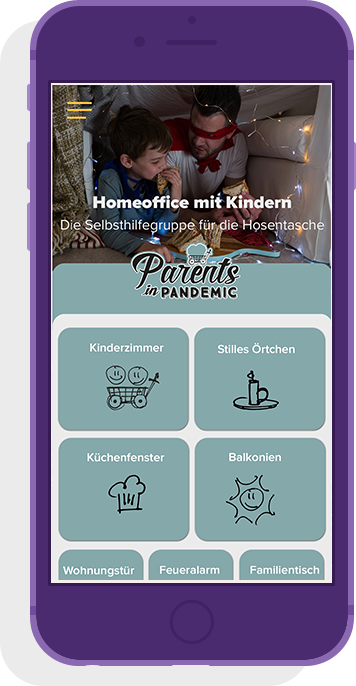 Homeoffice mit Kindern
Die Selbsthilfegruppe für die Hosentasche
Parents
in PANDEMIC
Kinderzimmer
Stilles Örtchen
Küchenfenster
Balkonien
Wohnungstür
Feueralarm
Familientisch